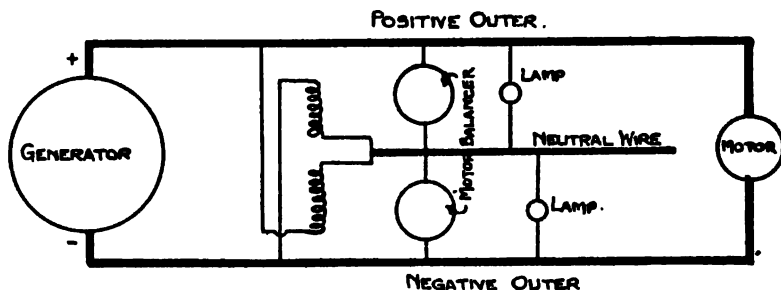 POSITIVE OUTER.
+
LAMP
MOTOR BALANCER
GENERATOR
NEUTRAL WIRE
MOTOR
LAMP.
-
NEGATIVE OUTER